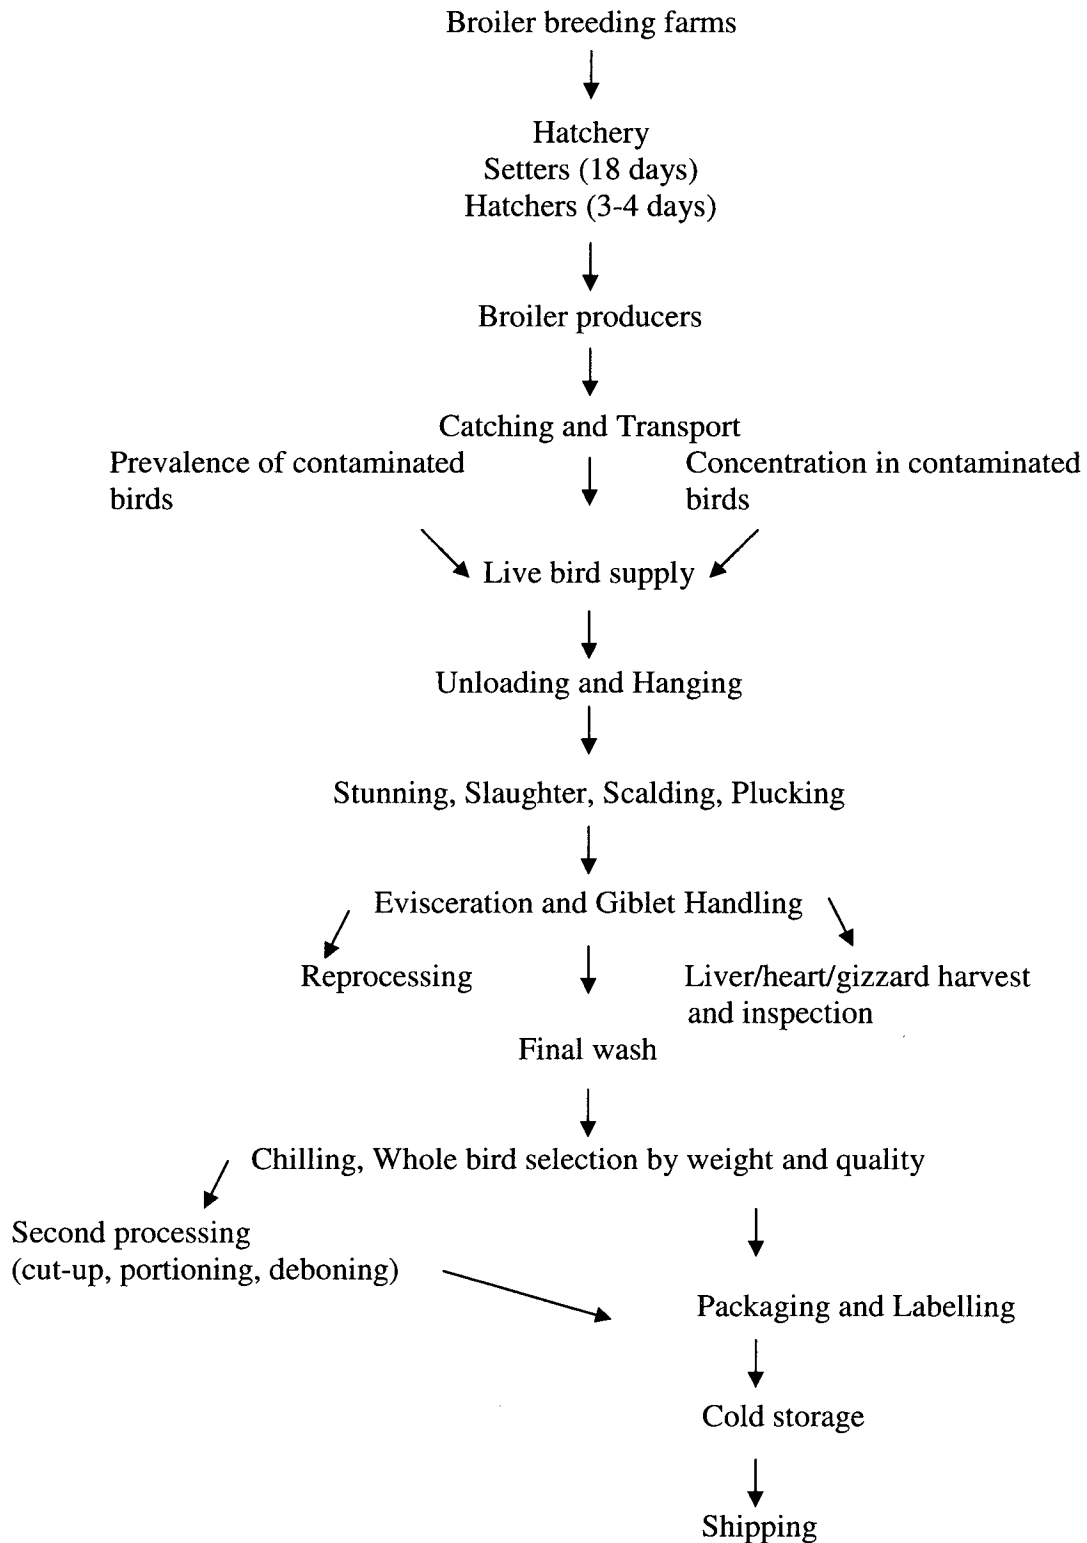 Broiler breeding farms
Hatchery
Setters (18 days)
Hatchers (3-4 days)
Broiler producers
Catching and Transport
Prevalence of contaminated
birds
Concentration in contaminated
birds
Live bird supply
Unloading and Hanging
Stunning, Slaughter, Scalding, Plucking
Evisceration and Giblet Handling
Reprocessing
Liver/heart/gizzard harvest
and inspection
Final wash
Chilling, Whole bird selection by weight and quality
Second processing
(cut-up, portioning, deboning)
Packaging and Labelling
Cold storage
Shipping